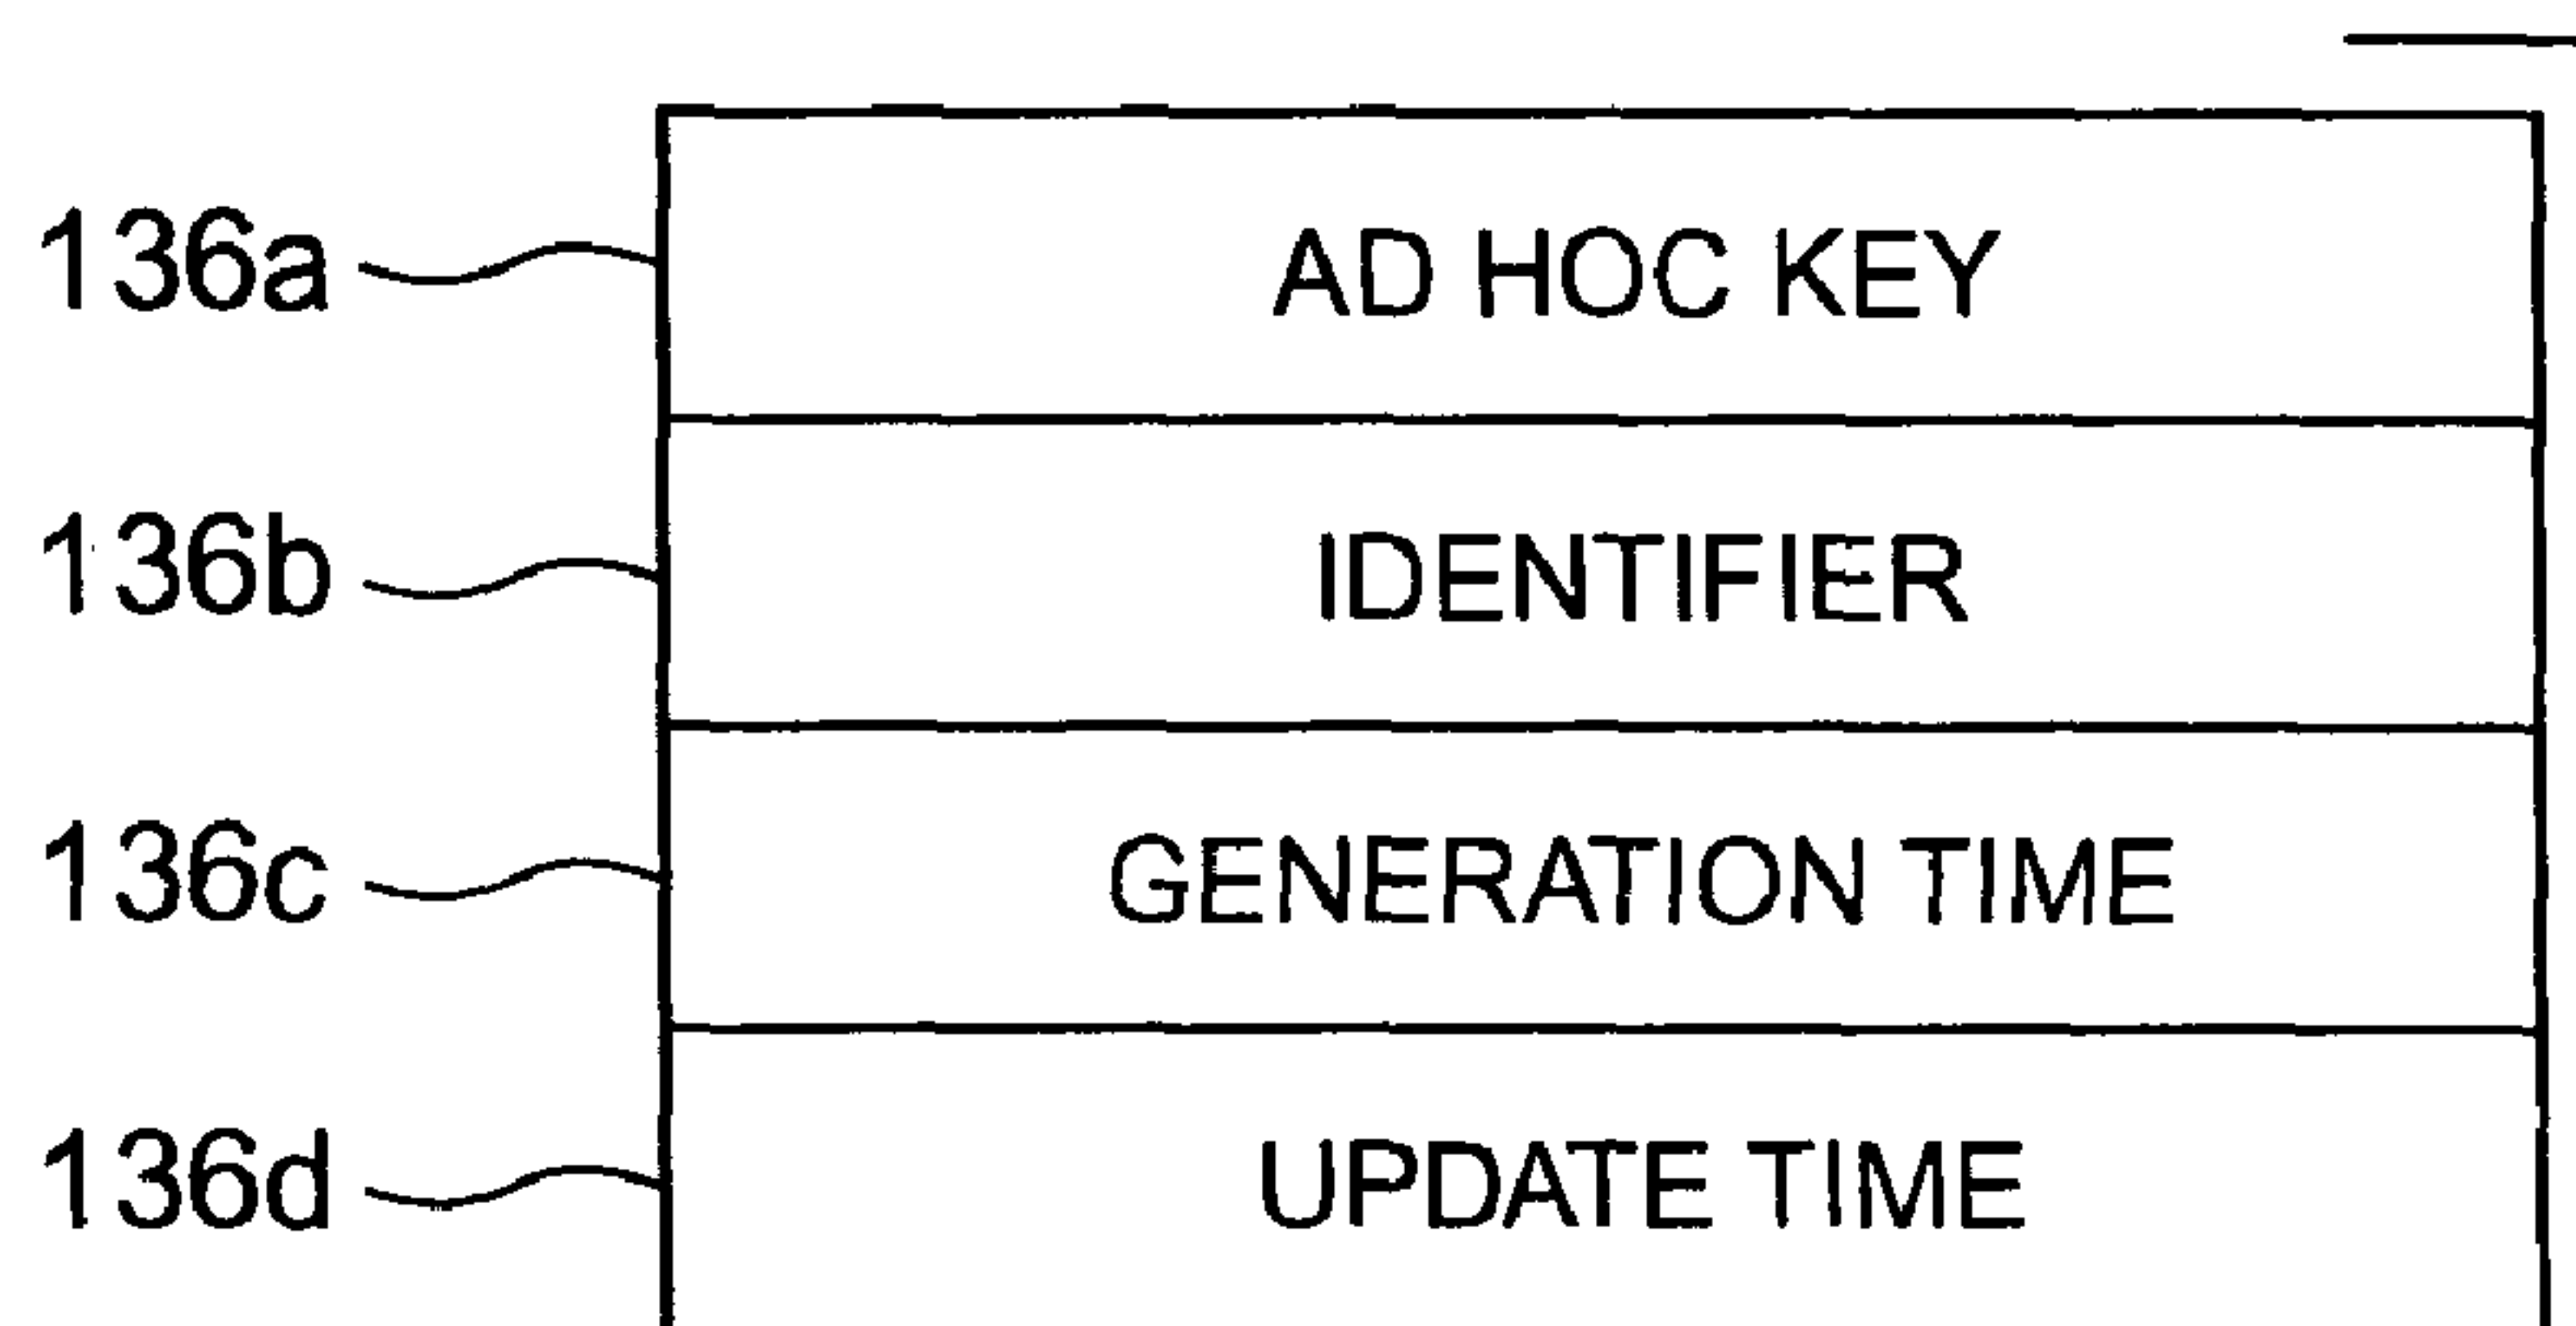 136a AD HOC KEY
136b IDENTIFIER
136c GENERATION TIME
136d UPDATE TIME